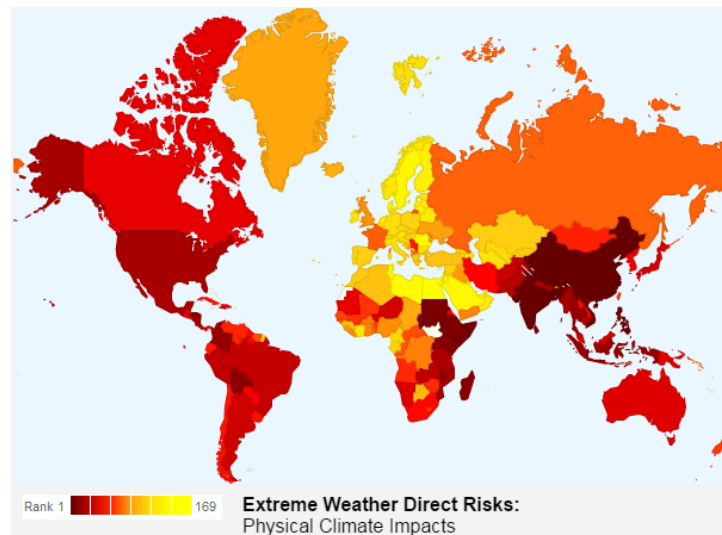 Rank 1 169
Extreme Weather Direct Risks:
Physical Climate Impacts